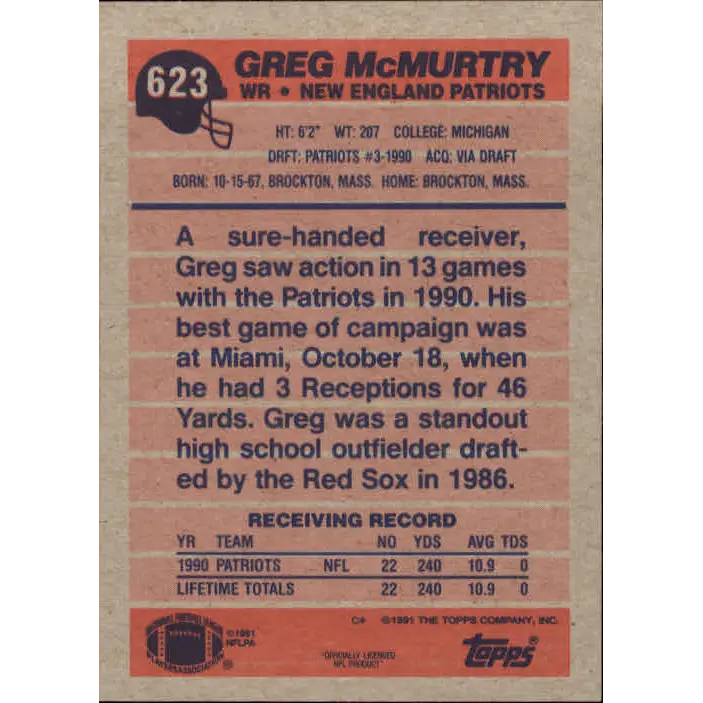 623
GREG McMURTRY
WR • NEW ENGLAND PATRIOTS
HT: 6'2" WT: 207 COLLEGE: MICHIGAN
DRFT: PATRIOTS #3-1990 ACQ: VIA DRAFT
BORN: 10-15-67, BROCKTON, MASS. HOME: BROCKTON, MASS.
A sure-handed receiver,
Greg saw action in 13 games
with the Patriots in 1990. His
best game of campaign was
at Miami, October 18, when
he had 3 Receptions for 46
Yards. Greg was a standout
high school outfielder draft-
ed by the Red Sox in 1986.
RECEIVING RECORD
YR TEAM NO YDS AVG TDS
1990 PATRIOTS NFL 22 240 10.9 0
LIFETIME TOTALS 22 240 10.9 0
C* ©1991 THE TOPPS COMPANY, INC.
©1991
NFLPA
PLAYERS ASSOCIATION
®
"OFFICIALLY LICENSED
NFL PRODUCT"
topps®